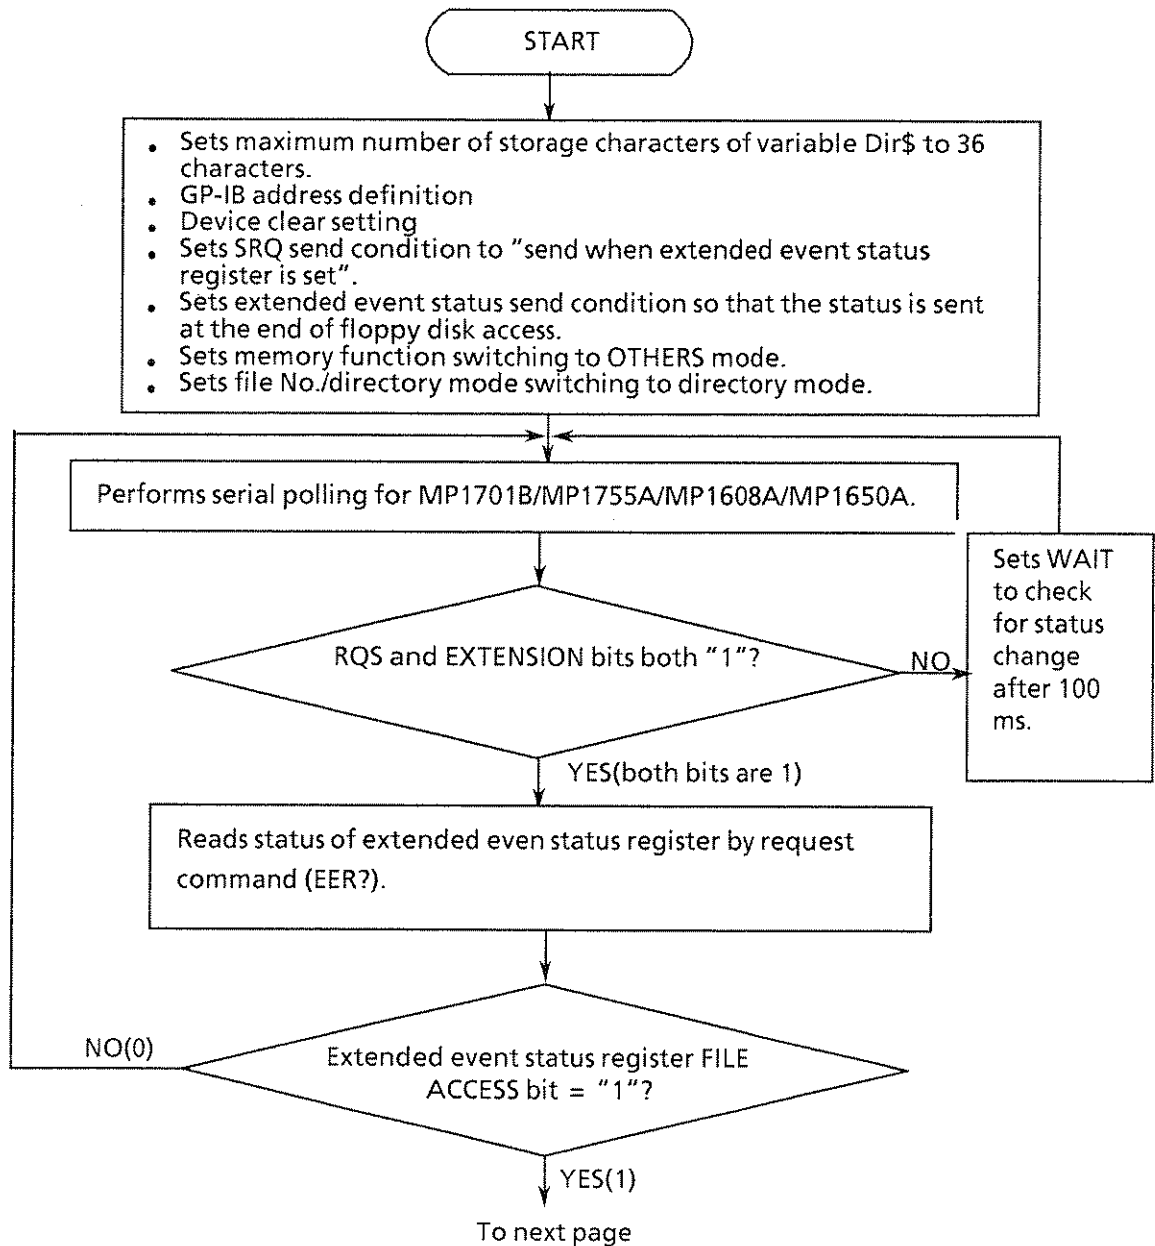 START
• Sets maximum number of storage characters of variable Dir$ to 36
characters.
• GP-IB address definition
• Device clear setting
• Sets SRQ send condition to "send when extended event status
register is set".
• Sets extended event status send condition so that the status is sent
at the end of floppy disk access.
• Sets memory function switching to OTHERS mode.
• Sets file No./directory mode switching to directory mode.
Performs serial polling for MP1701B/MP1755A/MP1608A/MP1650A.
RQS and EXTENSION bits both "1"?
NO
Sets WAIT
to check
for status
change
after 100
ms.
YES(both bits are 1)
Reads status of extended even status register by request
command (EER?).
NO(0)
Extended event status register FILE
ACCESS bit = "1"?
YES(1)
To next page